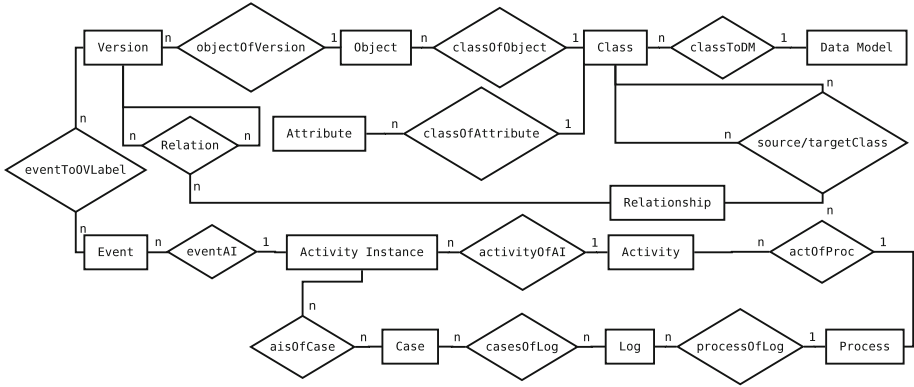 Version n objectOfVersion 1 Object n classOfObject 1 Class n classToDM 1 Data Model
n n Relation n Attribute n classOfAttribute 1 n n source/targetClass
eventToOVLabel
n Relationship n
n Event n eventAI 1 Activity Instance n activityOfAI 1 Activity n actOfProc 1
n
aisOfCase n Case n casesOfLog n Log n processOfLog 1 Process